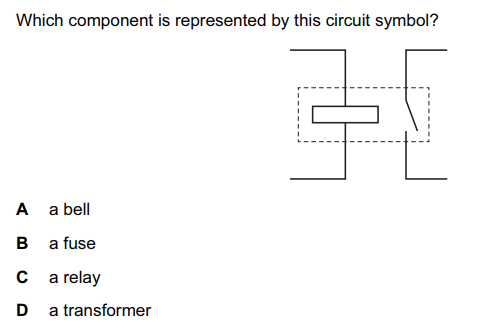 Which component is represented by this circuit symbol?
A a bell
B a fuse
C a relay
D a transformer